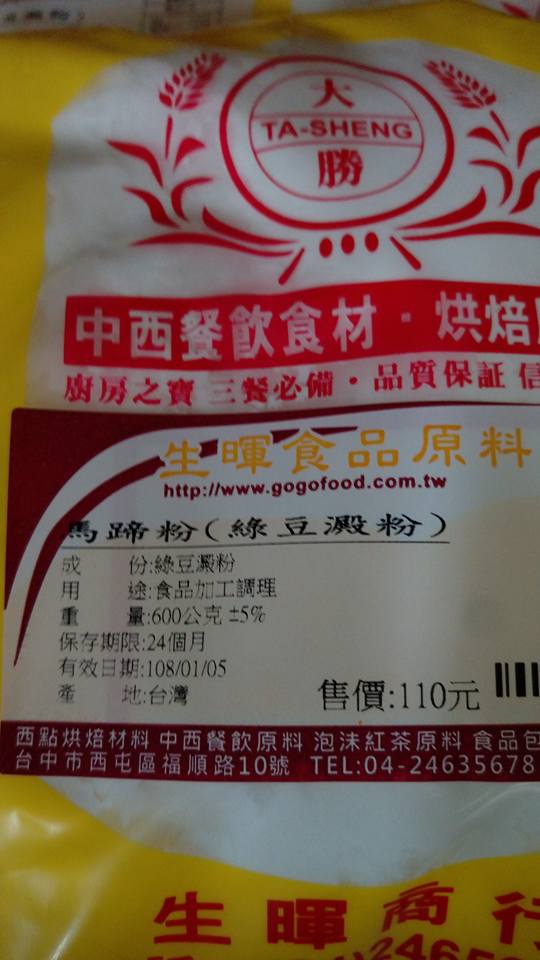 大
TA-SHENG
勝
中西餐飲食材・烘焙
廚房之寶 三餐必備・品質保証 信
生暉食品原料
http://www.gogofood.com.tw
馬蹄粉(綠豆澱粉)
成 份:綠豆澱粉
用 途:食品加工調理
重 量:600公克 ±5%
保存期限:24個月
有效日期:108/01/05
產 地:台灣
售價:110元
西點烘焙材料 中西餐飲原料 泡沫紅茶原料 食品包
台中市西屯區福順路10號 TEL:04-24635678
生暉商行